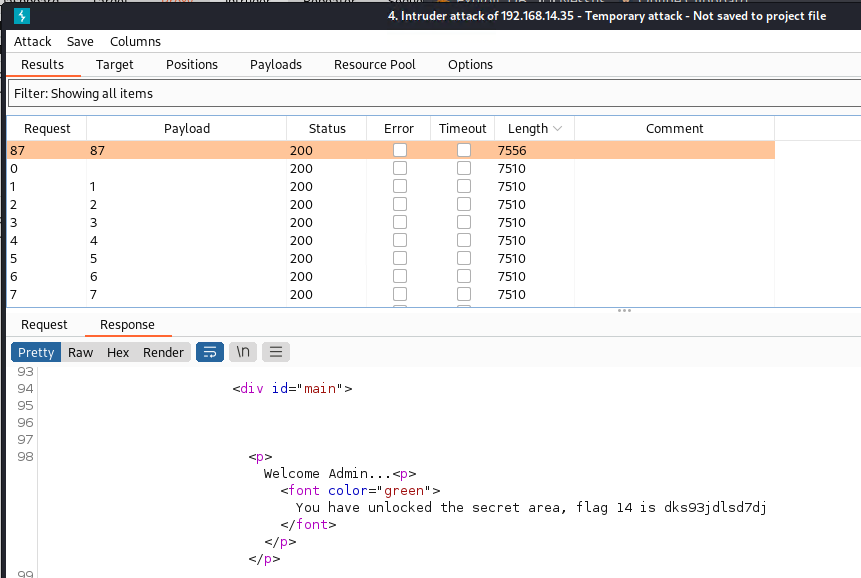 4. Intruder attack of 192.168.14.35 - Temporary attack - Not saved to project file
Attack Save Columns
Results Target Positions Payloads Resource Pool Options
Filter: Showing all items
Request Payload Status Error Timeout Length Comment
87 87 200 7556
0 200 7510
1 1 200 7510
2 2 200 7510
3 3 200 7510
4 4 200 7510
5 5 200 7510
6 6 200 7510
7 7 200 7510
Request Response
Pretty Raw Hex Render \n
93
94 <div id="main">
95
96
97
98 <p>
Welcome Admin...<p>
<font color="green">
You have unlocked the secret area, flag 14 is dks93jdlsd7dj
</font>
</p>
</p>
99